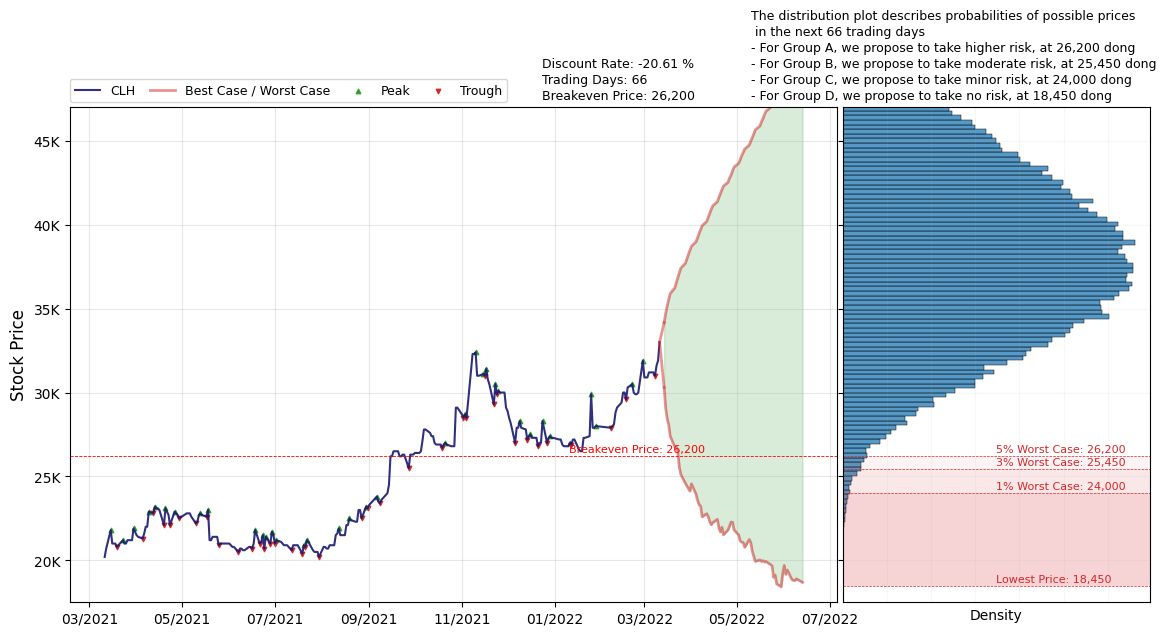 The distribution plot describes probabilities of possible prices
in the next 66 trading days
- For Group A, we propose to take higher risk, at 26,200 dong
- For Group B, we propose to take moderate risk, at 25,450 dong
- For Group C, we propose to take minor risk, at 24,000 dong
- For Group D, we propose to take no risk, at 18,450 dong
Discount Rate: -20.61 %
Trading Days: 66
Breakeven Price: 26,200
CLH
Best Case / Worst Case
Peak
Trough
Stock Price
45K
40K
35K
30K
25K
20K
Breakeven Price: 26,200
5% Worst Case: 26,200
3% Worst Case: 25,450
1% Worst Case: 24,000
Lowest Price: 18,450
03/2021
05/2021
07/2021
09/2021
11/2021
01/2022
03/2022
05/2022
07/2022
Density